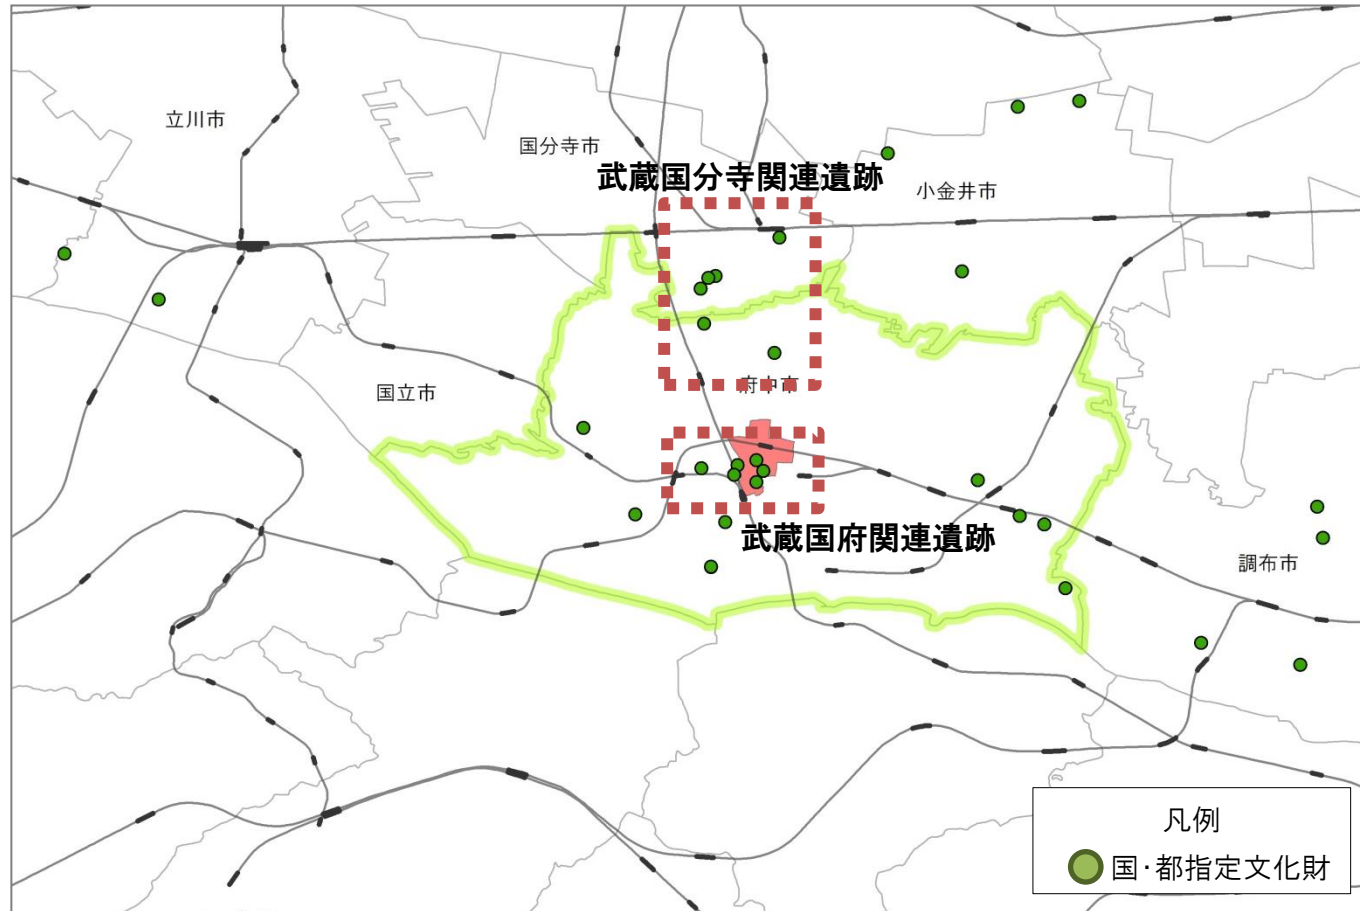 立川市
国分寺市
武蔵国分寺関連遺跡
小金井市
国立市
府中市
武蔵国府関連遺跡
調布市
凡例
国・都指定文化財